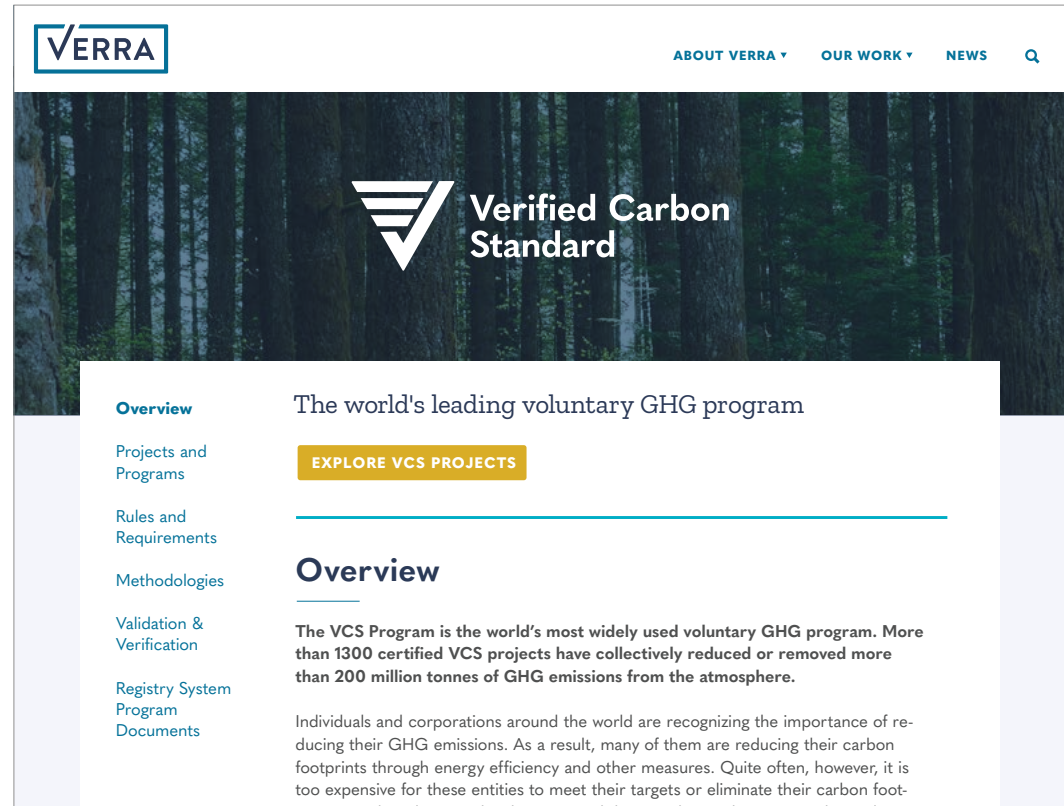 VERRA
ABOUT VERRA ▾
OUR WORK ▾
NEWS
Verified Carbon
Standard
Overview
Projects and
Programs
Rules and
Requirements
Methodologies
Validation &
Verification
Registry System
Program
Documents
The world's leading voluntary GHG program
EXPLORE VCS PROJECTS
Overview
The VCS Program is the world’s most widely used voluntary GHG program. More
than 1300 certified VCS projects have collectively reduced or removed more
than 200 million tonnes of GHG emissions from the atmosphere.
Individuals and corporations around the world are recognizing the importance of re-
ducing their GHG emissions. As a result, many of them are reducing their carbon
footprints through energy efficiency and other measures. Quite often, however, it is
too expensive for these entities to meet their targets or eliminate their carbon foot-